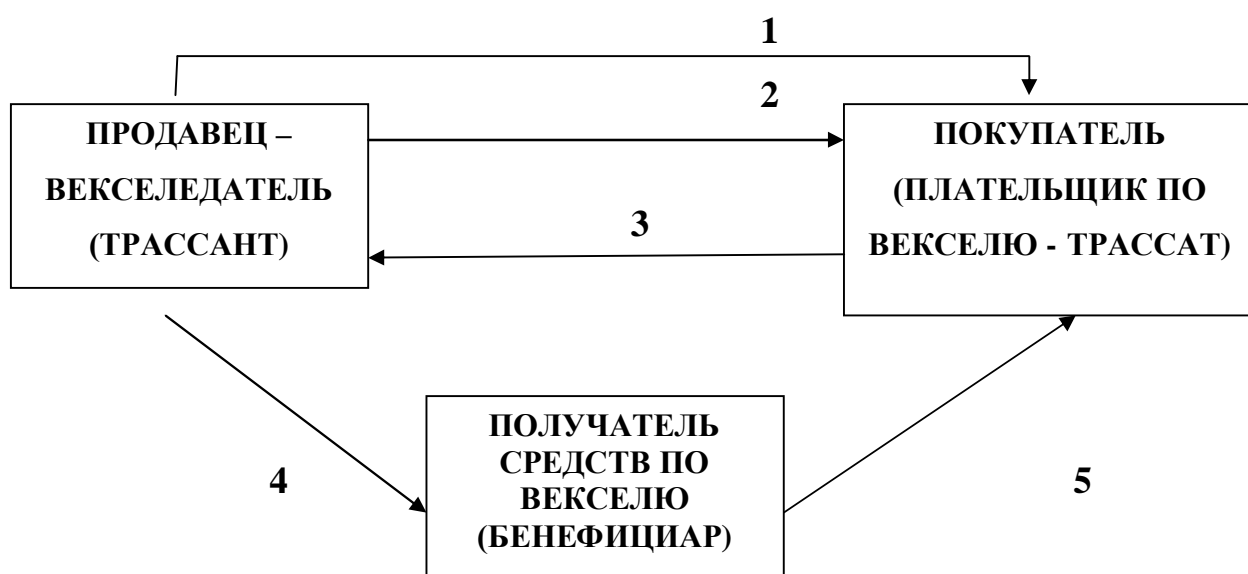 1
2
ПРОДАВЕЦ –
ВЕКСЕЛЕДАТЕЛЬ
(ТРАССАНТ)
ПОКУПАТЕЛЬ
(ПЛАТЕЛЬЩИК ПО
ВЕКСЕЛЮ - ТРАССАТ)
3
ПОЛУЧАТЕЛЬ
СРЕДСТВ ПО
ВЕКСЕЛЮ
(БЕНЕФИЦИАР)
4
5